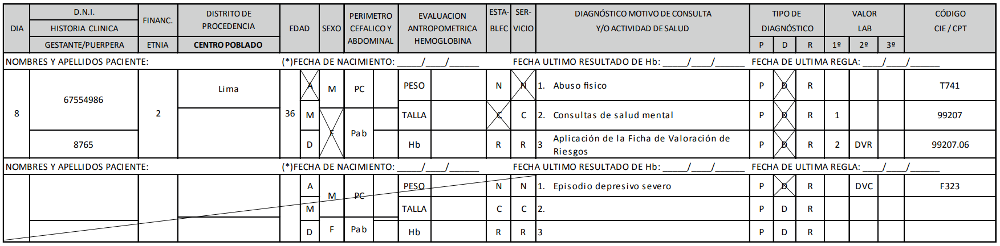 DIA D.N.I. FINANC. DISTRITO DE PROCEDENCIA EDAD SEXO PERIMETRO CEFALICO Y ABDOMINAL EVALUACION ANTROPOMETRICA HEMOGLOBINA ESTA-BLEC SER-VICIO DIAGNÓSTICO MOTIVO DE CONSULTA Y/O ACTIVIDAD DE SALUD TIPO DE DIAGNÓSTICO VALOR LAB CÓDIGO CIE / CPT
HISTORIA CLINICA
GESTANTE/PUERPERA ETNIA CENTRO POBLADO P D R 1º 2º 3º
NOMBRES Y APELLIDOS PACIENTE: (*)FECHA DE NACIMIENTO: _____/____/______ FECHA ULTIMO RESULTADO DE Hb: _____/____/______ FECHA DE ULTIMA REGLA: ____/____/______
8 67554986 2 Lima 36 A M PC PESO N N 1. Abuso fisico P D R T741
M F Pab TALLA C C 2. Consultas de salud mental P D R 1 99207
8765 D Hb R R 3 Aplicación de la Ficha de Valoración de Riesgos P D R 2 DVR 99207.06
NOMBRES Y APELLIDOS PACIENTE: (*)FECHA DE NACIMIENTO: _____/____/______ FECHA ULTIMO RESULTADO DE Hb: _____/____/______ FECHA DE ULTIMA REGLA: ____/____/______
A M PC PESO N N 1. Episodio depresivo severo P D R DVC F323
M TALLA C C 2. P D R
D F Pab Hb R R 3 P D R